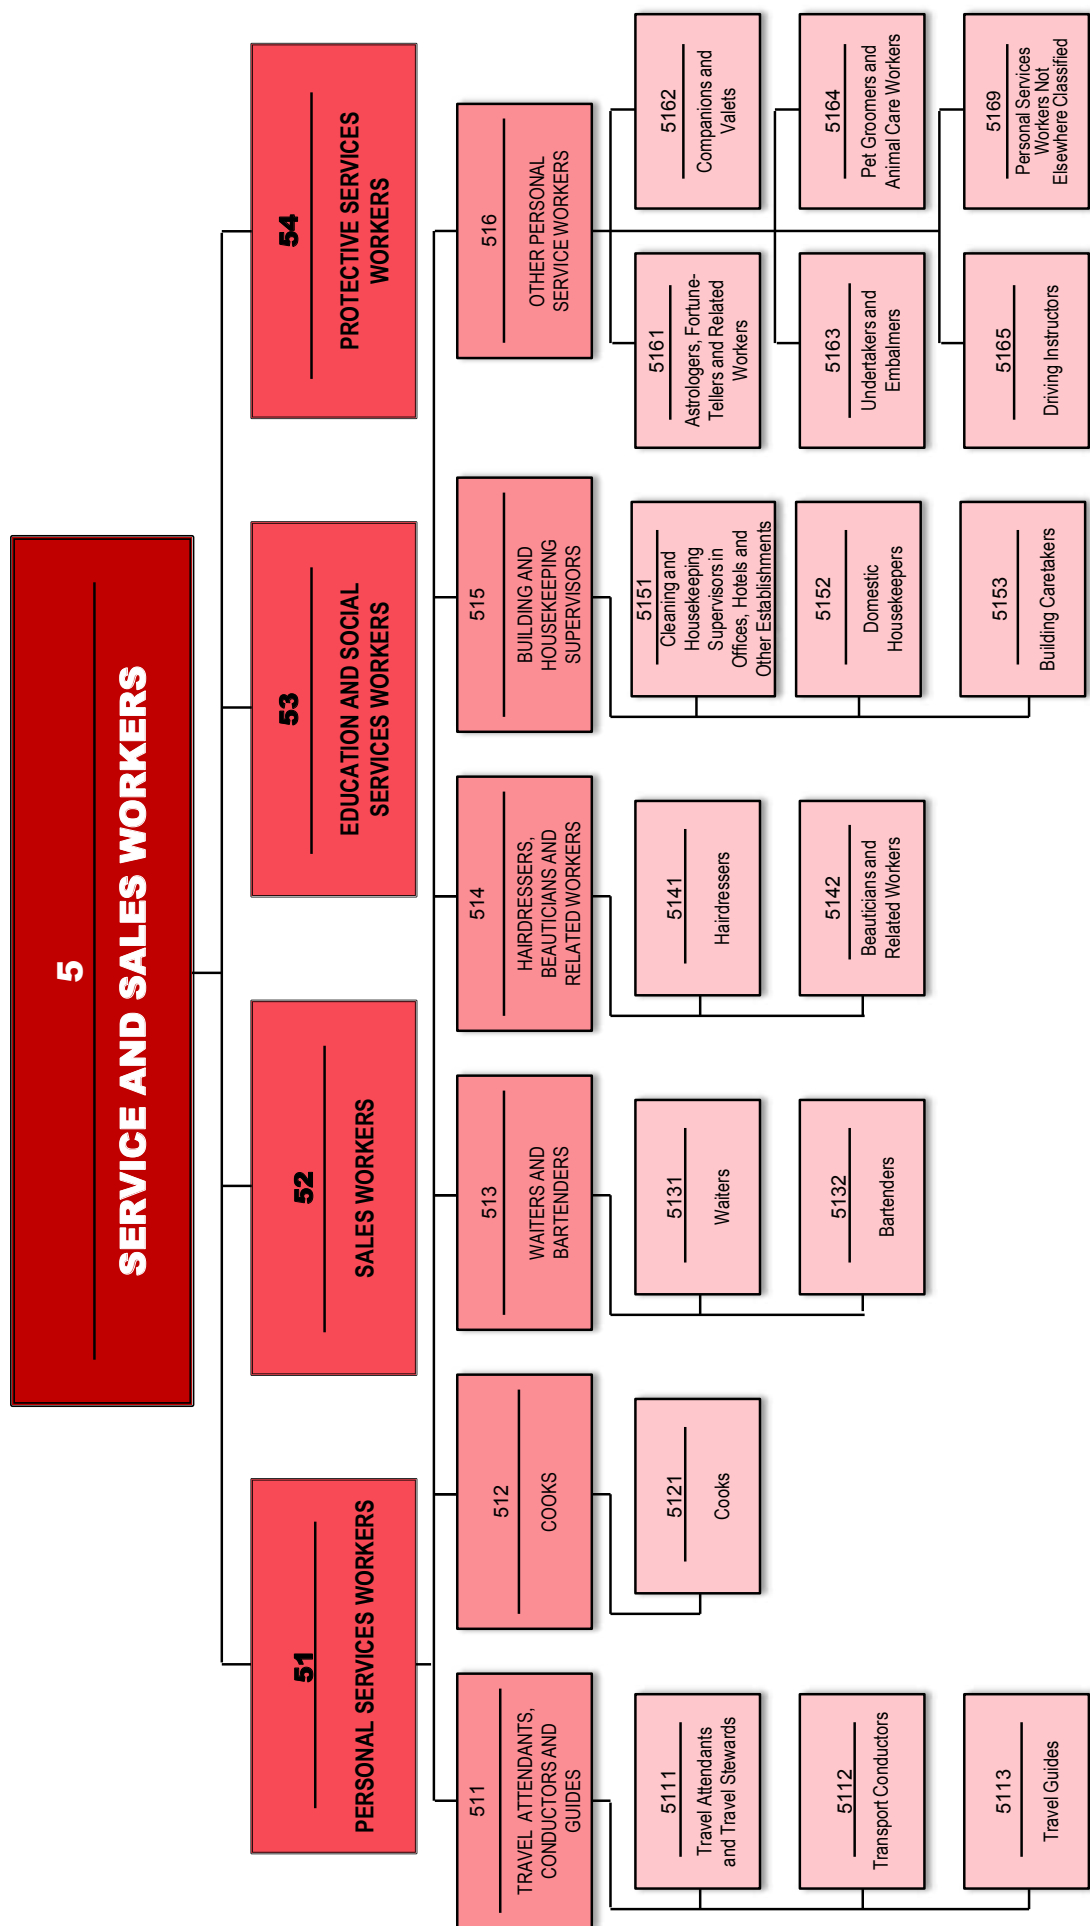 5
SERVICE AND SALES WORKERS
51
PERSONAL SERVICES WORKERS
52
SALES WORKERS
53
EDUCATION AND SOCIAL
SERVICES WORKERS
54
PROTECTIVE SERVICES
WORKERS
511
TRAVEL ATTENDANTS,
CONDUCTORS AND
GUIDES
512
COOKS
513
WAITERS AND
BARTENDERS
514
HAIRDRESSERS,
BEAUTICIANS AND
RELATED WORKERS
515
BUILDING AND
HOUSEKEEPING
SUPERVISORS
516
OTHER PERSONAL
SERVICE WORKERS
5111
Travel Attendants
and Travel Stewards
5112
Transport Conductors
5113
Travel Guides
5121
Cooks
5131
Waiters
5132
Bartenders
5141
Hairdressers
5142
Beauticians and
Related Workers
5151
Cleaning and
Housekeeping
Supervisors in
Offices, Hotels and
Other Establishments
5152
Domestic
Housekeepers
5153
Building Caretakers
5161
Astrologers, Fortune-
Tellers and Related
Workers
5162
Companions and
Valets
5163
Undertakers and
Embalmers
5164
Pet Groomers and
Animal Care Workers
5165
Driving Instructors
5169
Personal Services
Workers Not
Elsewhere Classified